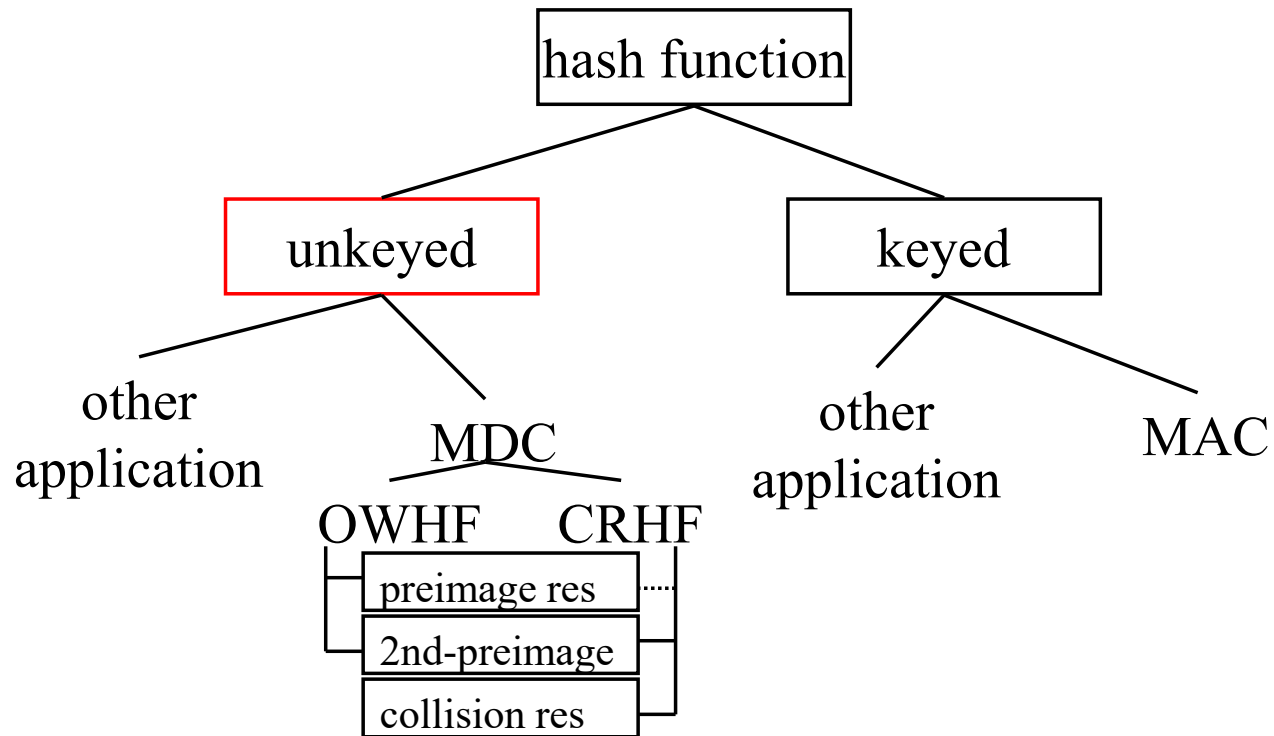 hash function
unkeyed
keyed
other
application
MDC
other
application
MAC
OWHF
CRHF
preimage res
2nd-preimage
collision res